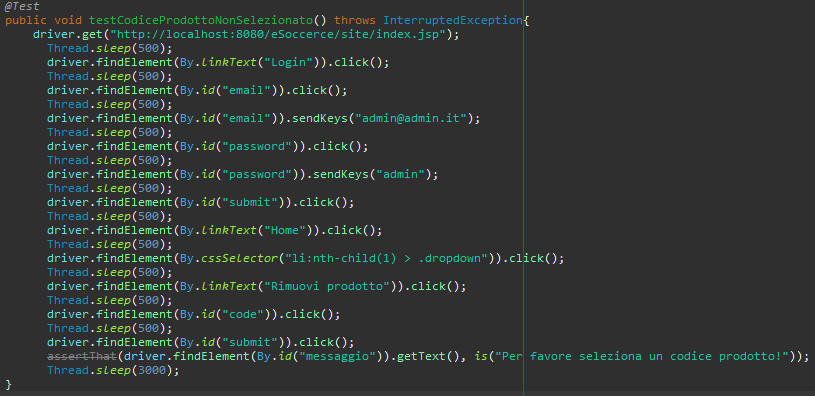 @Test
public void testCodiceProdottoNonSelezionato() throws InterruptedException{
driver.get("http://localhost:8080/eSoccerce/site/index.jsp");
Thread.sleep(500);
driver.findElement(By.linkText("Login")).click();
Thread.sleep(500);
driver.findElement(By.id("email")).click();
Thread.sleep(500);
driver.findElement(By.id("email")).sendKeys("admin@admin.it");
Thread.sleep(500);
driver.findElement(By.id("password")).click();
Thread.sleep(500);
driver.findElement(By.id("password")).sendKeys("admin");
Thread.sleep(500);
driver.findElement(By.id("submit")).click();
Thread.sleep(500);
driver.findElement(By.linkText("Home")).click();
Thread.sleep(500);
driver.findElement(By.cssSelector("li:nth-child(1) > .dropdown")).click();
Thread.sleep(500);
driver.findElement(By.linkText("Rimuovi prodotto")).click();
Thread.sleep(500);
driver.findElement(By.id("code")).click();
Thread.sleep(500);
driver.findElement(By.id("submit")).click();
assertThat(driver.findElement(By.id("messaggio")).getText(), is("Per favore seleziona un codice prodotto!"));
Thread.sleep(3000);
}